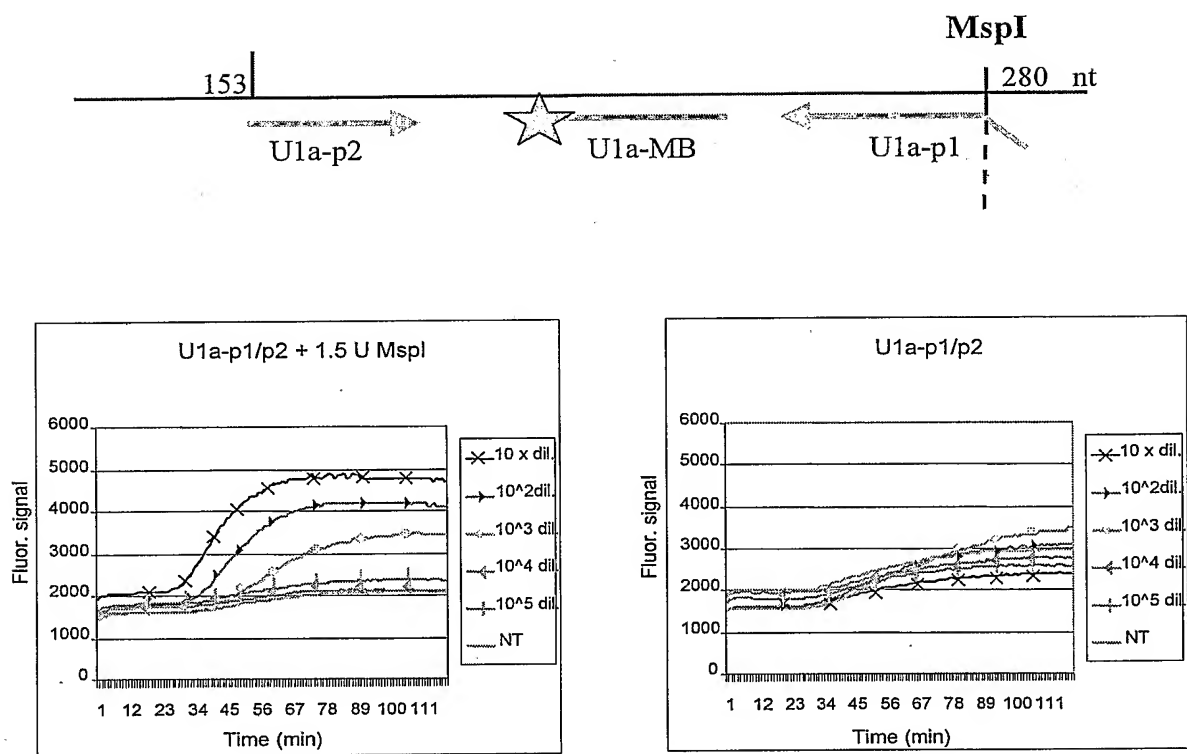 MspI
153
280 nt
U1a-p2
U1a-MB
U1a-p1
U1a-p1/p2 + 1.5 U MspI
6000
5000
4000
3000
2000
1000
0
Fluor. signal
1 12 23 34 45 56 67 78 89 100 111
Time (min)
10 x dil.
10^2dil.
10^3 dil.
10^4 dil.
10^5 dil.
NT
U1a-p1/p2
6000
5000
4000
3000
2000
1000
0
Fluor. signal
1 12 23 34 45 56 67 78 89 100 111
Time (min)
10 x dil.
10^2dil.
10^3 dil.
10^4 dil.
10^5 dil.
NT